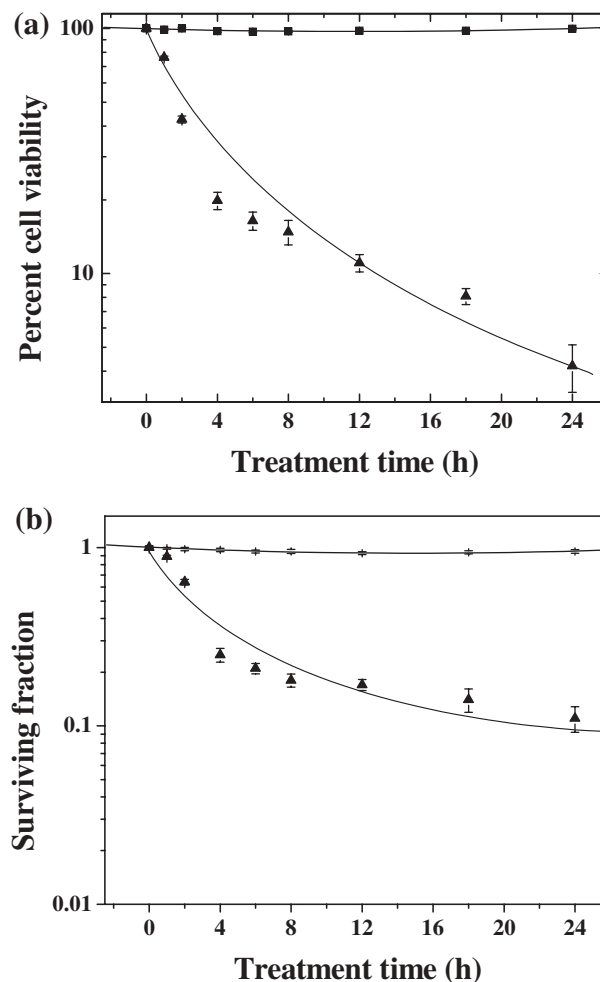 (a)
100
10
Percent cell viability
0 4 8 12 16 20 24
Treatment time (h)
(b)
1
0.1
0.01
Surviving fraction
0 4 8 12 16 20 24
Treatment time (h)